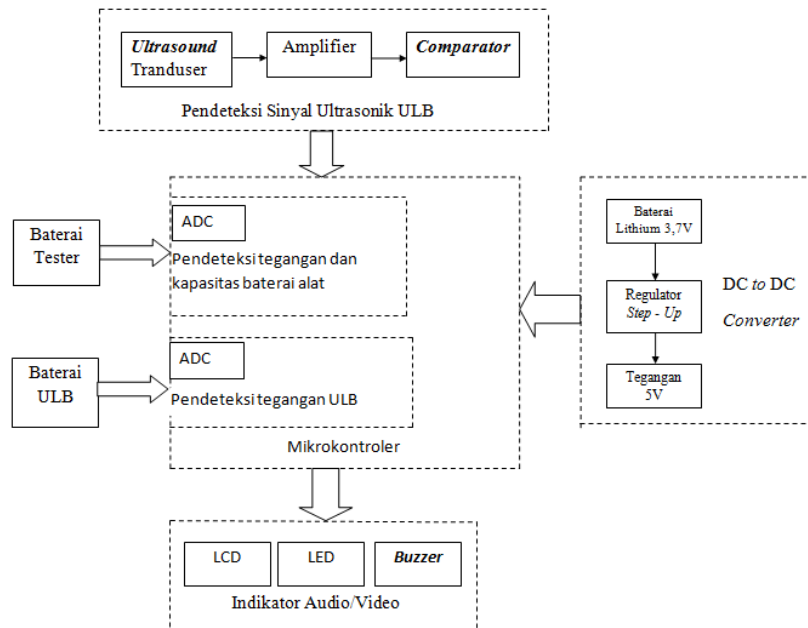 Ultrasound
Tranduser
Amplifier
Comparator
Pendeteksi Sinyal Ultrasonik ULB
Baterai
Tester
ADC
Pendeteksi tegangan dan
kapasitas baterai alat
Baterai
ULB
ADC
Pendeteksi tegangan ULB
Mikrokontroler
Baterai
Lithium 3,7V
Regulator
Step - Up
Tegangan
5V
DC to DC
Converter
LCD
LED
Buzzer
Indikator Audio/Video